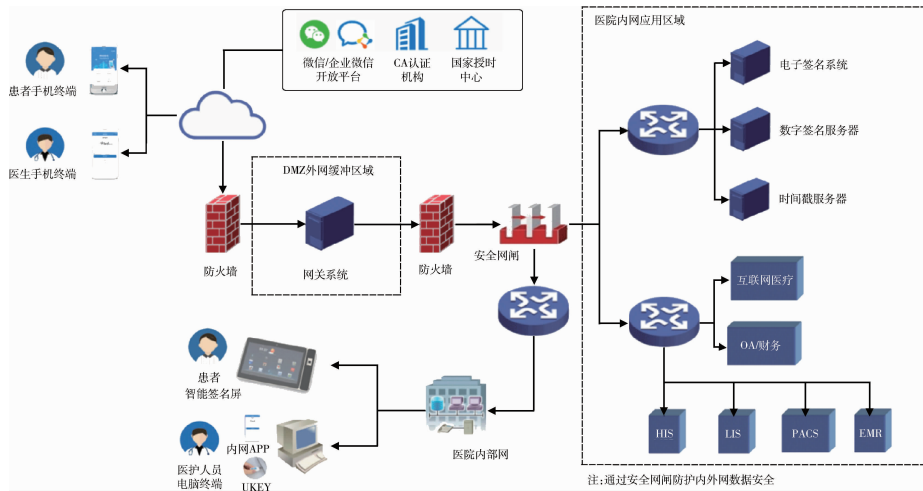 微信/企业微信
开放平台
CA认证
机构
国家授时
中心
患者手机终端
医生手机终端
DMZ外网缓冲区域
防火墙
网关系统
防火墙
安全网闸
患者
智能签名屏
内网APP
医护人员
电脑终端
UKEY
医院内部网
医院内网应用区域
电子签名系统
数字签名服务器
时间戳服务器
互联网医疗
OA/财务
HIS
LIS
PACS
EMR
注:通过安全网闸防护内外网数据安全